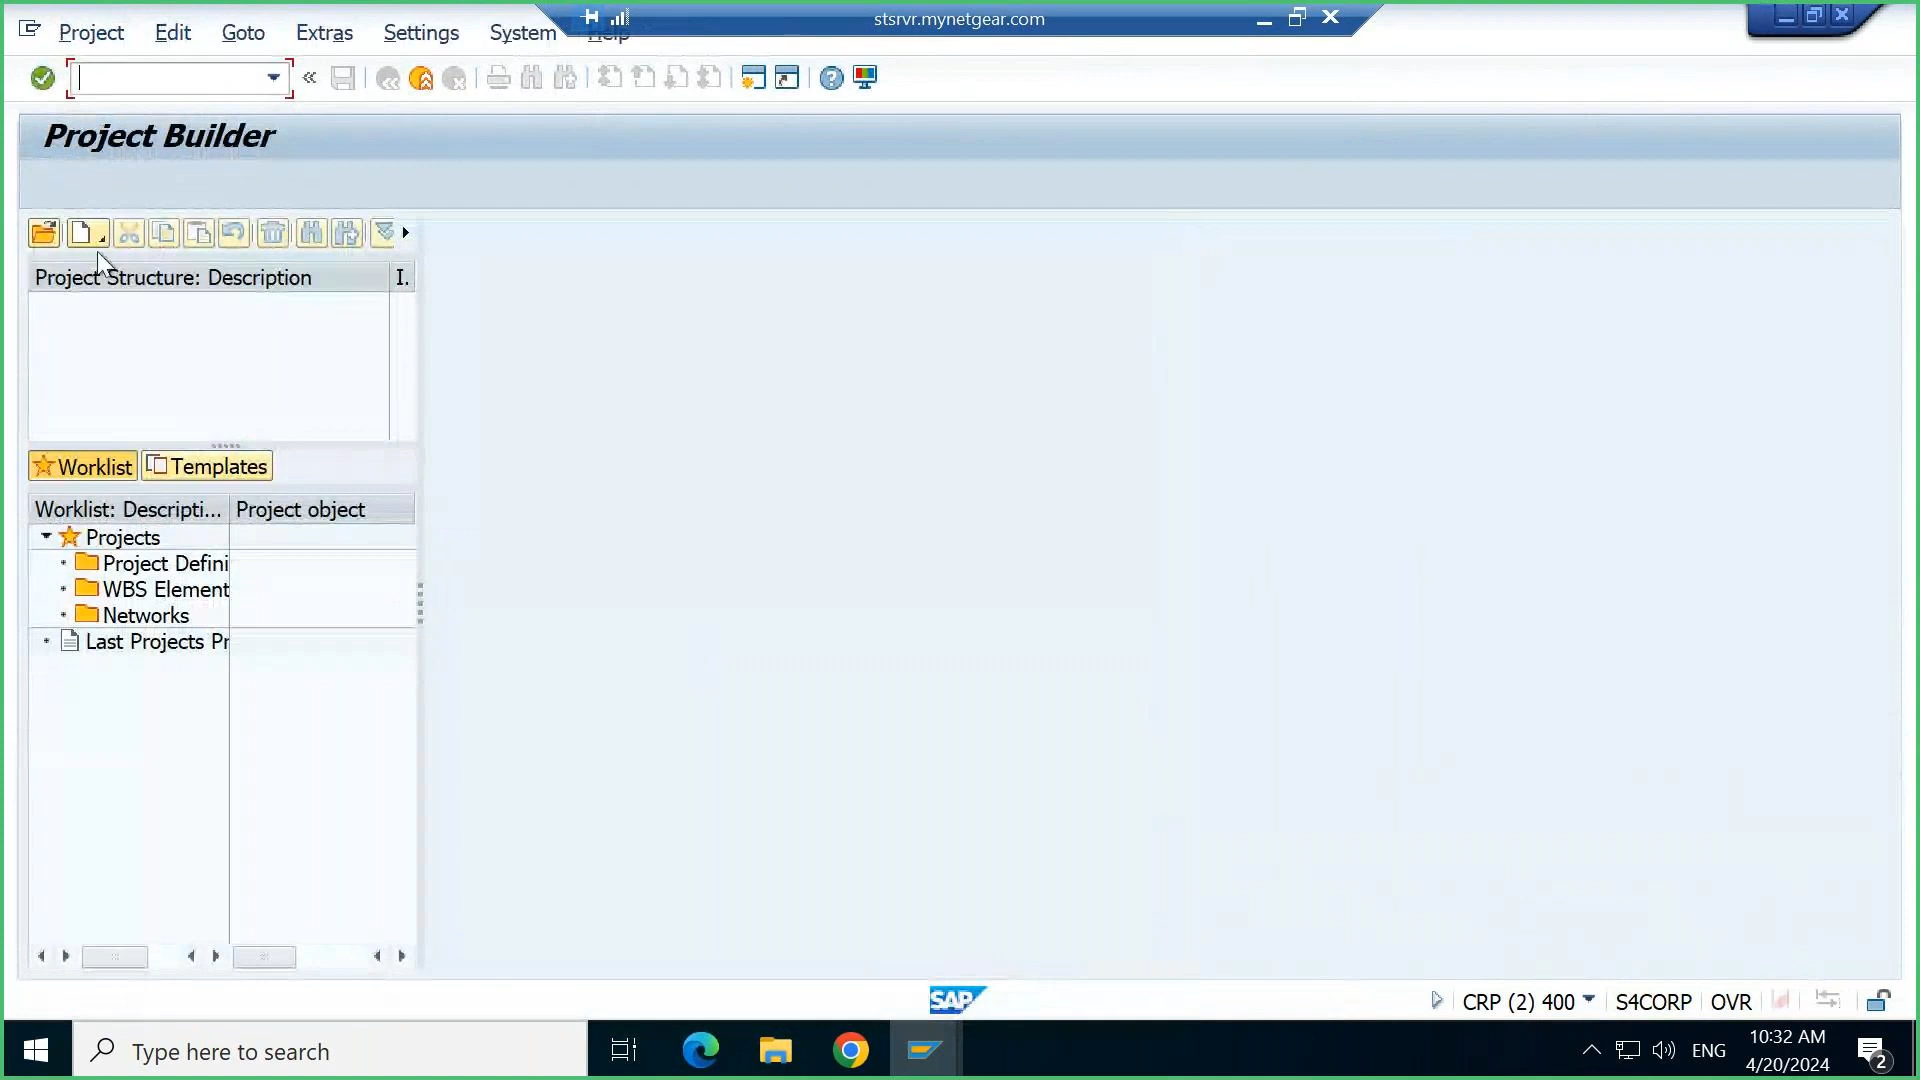 stsrvr.mynetgear.com
Project Edit Goto Extras Settings System Help
Project Builder
Project Structure: Description I.
Worklist Templates
Worklist: Descripti... Project object
Projects
Project Defini
WBS Element
Networks
Last Projects Pr
SAP
CRP (2) 400 S4CORP OVR
Type here to search
ENG
10:32 AM
4/20/2024
2